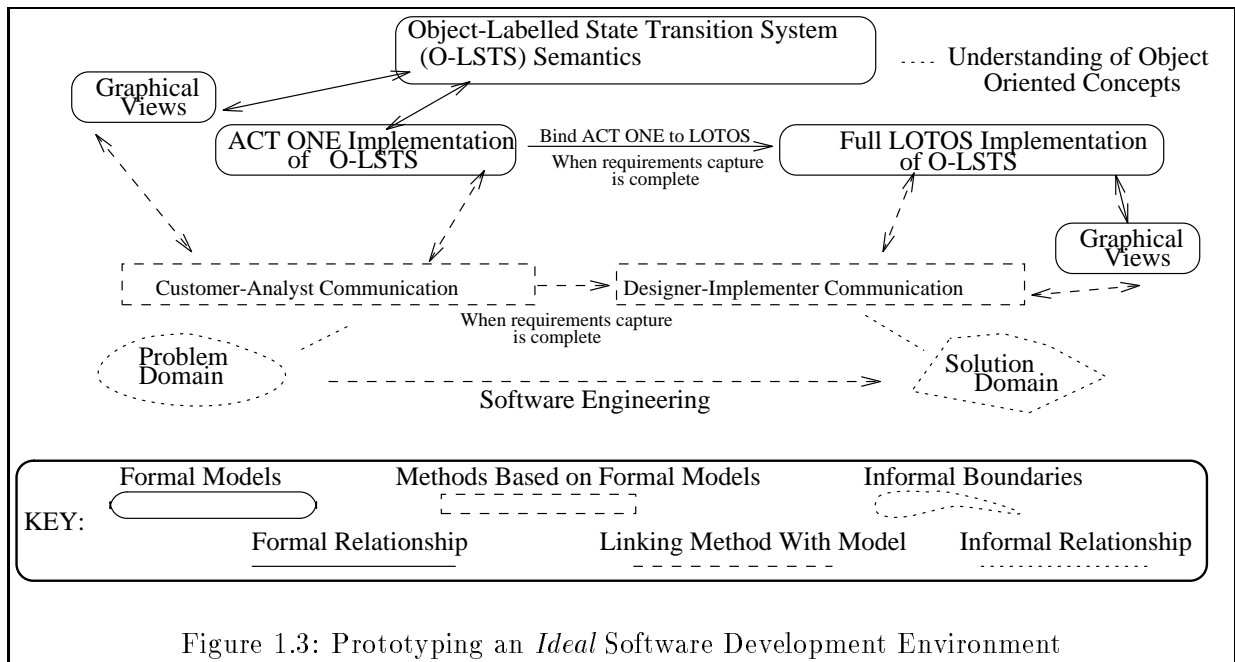 Object-Labelled State Transition System
(O-LSTS) Semantics
Understanding of Object
Oriented Concepts
Graphical
Views
ACT ONE Implementation
of O-LSTS
Bind ACT ONE to LOTOS
When requirements capture
is complete
Full LOTOS Implementation
of O-LSTS
Graphical
Views
Customer-Analyst Communication
Designer-Implementer Communication
When requirements capture
is complete
Problem
Domain
Solution
Domain
Software Engineering
Formal Models
Methods Based on Formal Models
Informal Boundaries
KEY:
Formal Relationship
Linking Method With Model
Informal Relationship
Figure 1.3: Prototyping an Ideal Software Development Environment